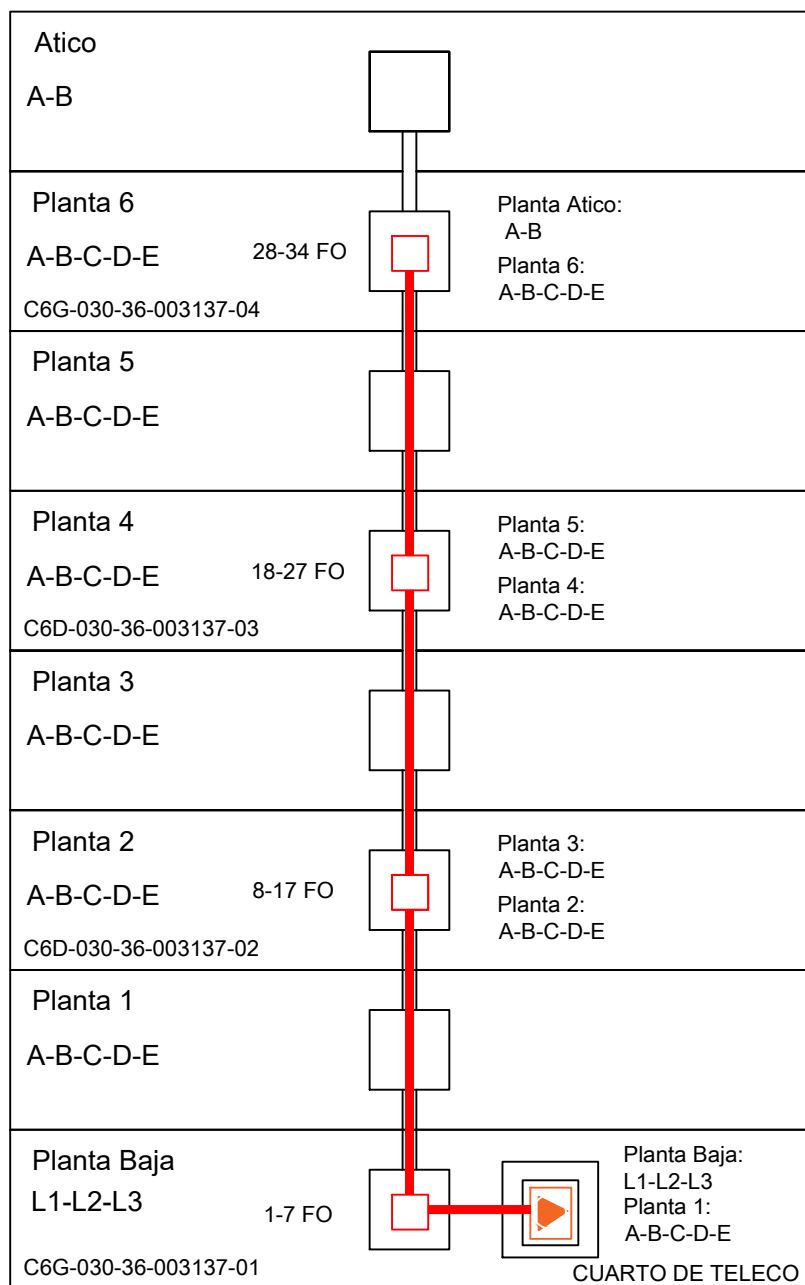 Atico
A-B
Planta 6
A-B-C-D-E
28-34 FO
C6G-030-36-003137-04
Planta Atico:
A-B
Planta 6:
A-B-C-D-E
Planta 5
A-B-C-D-E
Planta 4
A-B-C-D-E
18-27 FO
C6D-030-36-003137-03
Planta 5:
A-B-C-D-E
Planta 4:
A-B-C-D-E
Planta 3
A-B-C-D-E
Planta 2
A-B-C-D-E
8-17 FO
C6D-030-36-003137-02
Planta 3:
A-B-C-D-E
Planta 2:
A-B-C-D-E
Planta 1
A-B-C-D-E
Planta Baja
L1-L2-L3
1-7 FO
C6G-030-36-003137-01
Planta Baja:
L1-L2-L3
Planta 1:
A-B-C-D-E
CUARTO DE TELECO